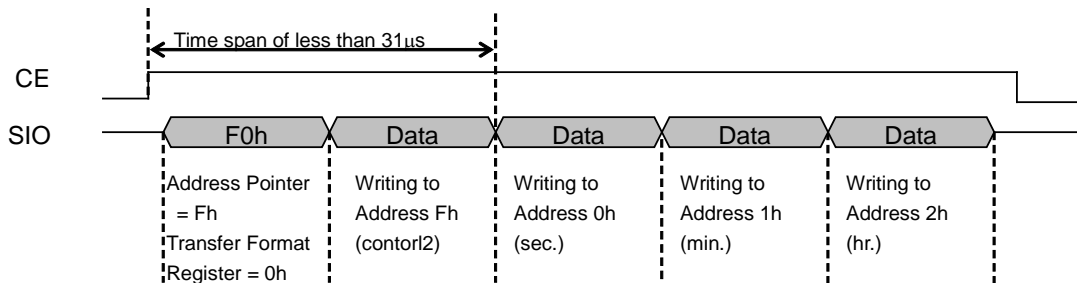 Time span of less than 31μs
CE
SIO
F0h
Data
Data
Data
Data
Address Pointer
= Fh
Transfer Format
Register = 0h
Writing to
Address Fh
(contorl2)
Writing to
Address 0h
(sec.)
Writing to
Address 1h
(min.)
Writing to
Address 2h
(hr.)